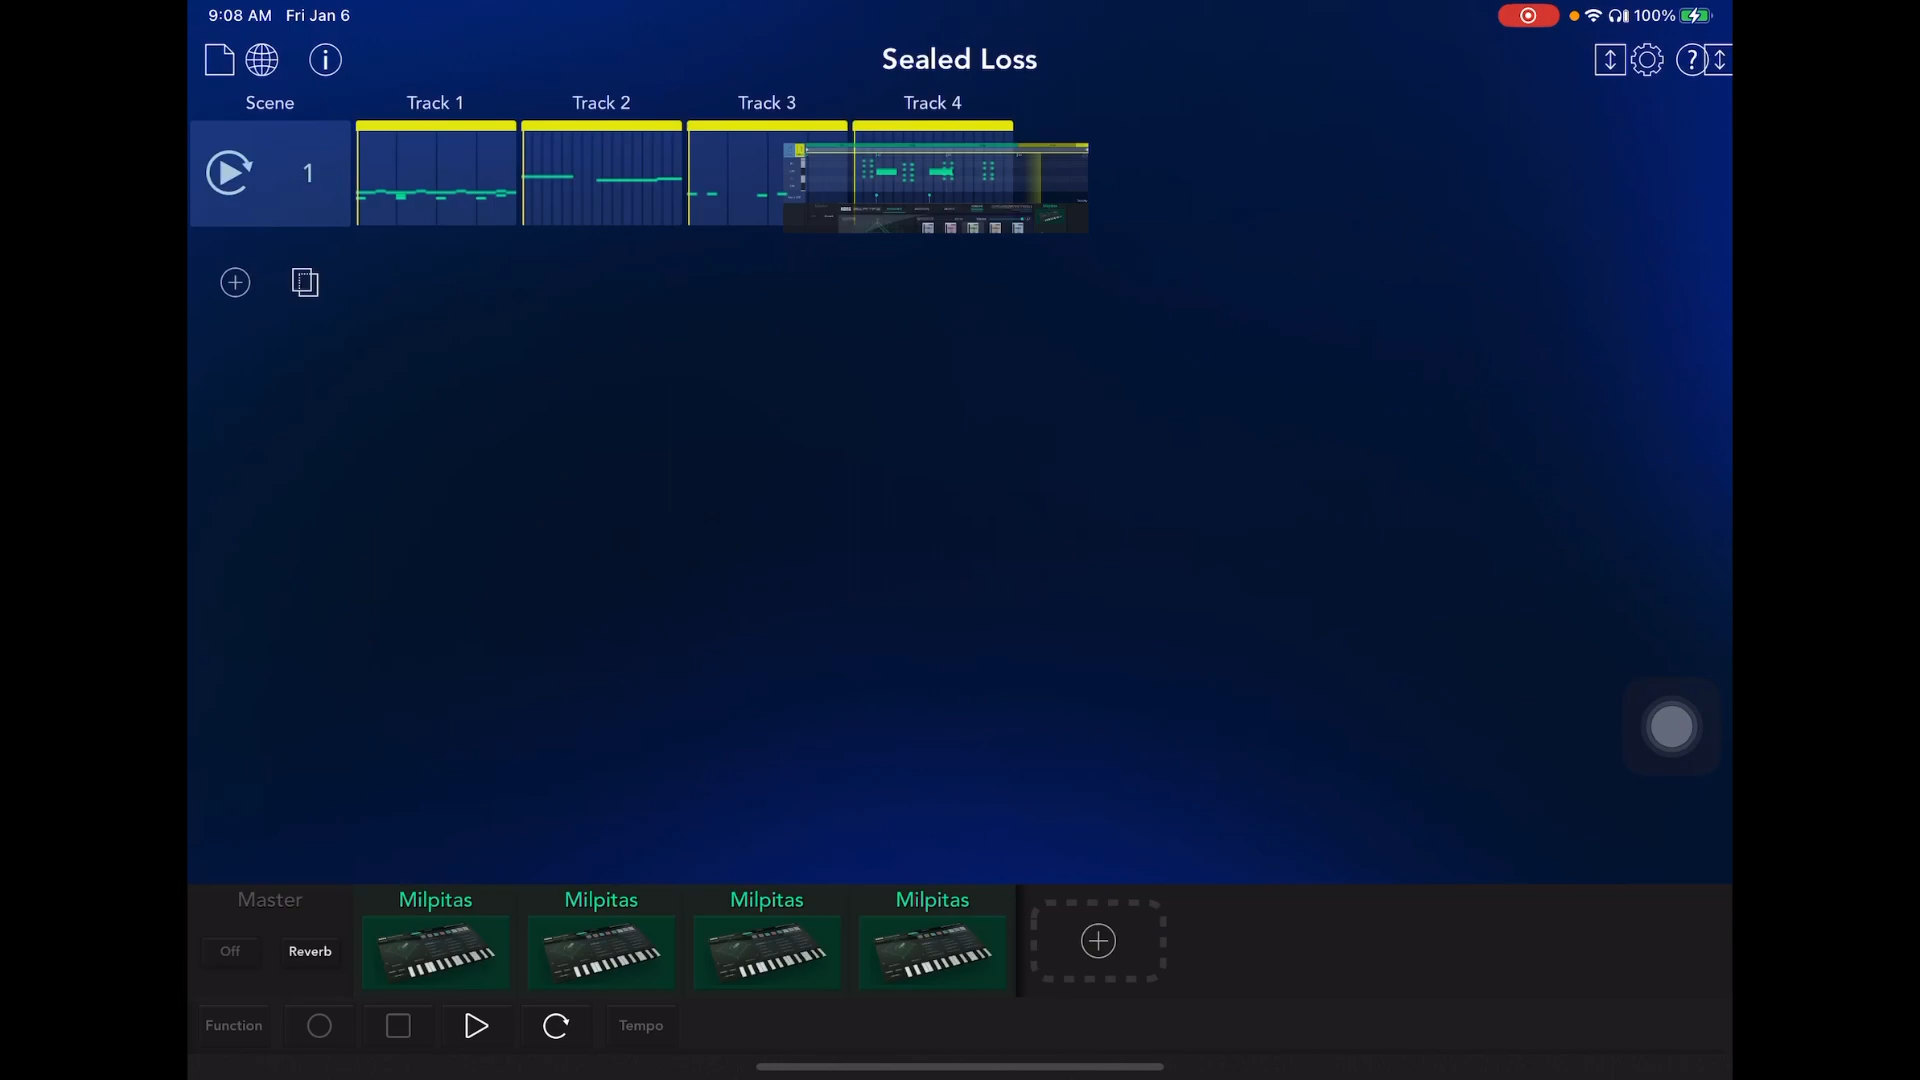 9:08 AM Fri Jan 6
100%
Sealed Loss
Scene
Track 1
Track 2
Track 3
Track 4
1
Master
Milpitas
Milpitas
Milpitas
Milpitas
Off
Reverb
Function
Tempo